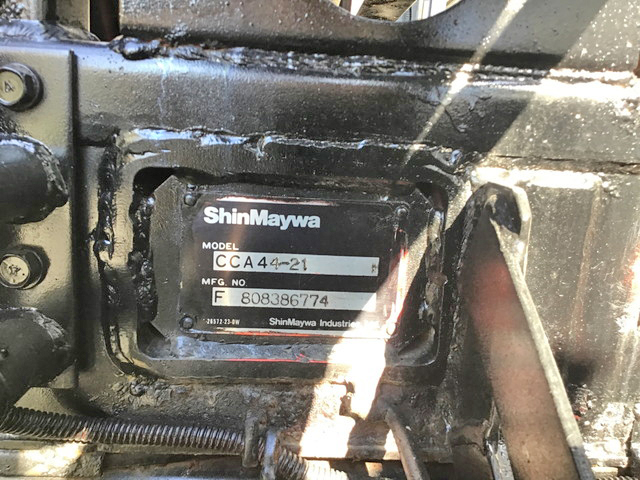 ShinMaywa
MODEL
CCA44-21
MFG. NO
F 808386774
ShinMaywa Industries